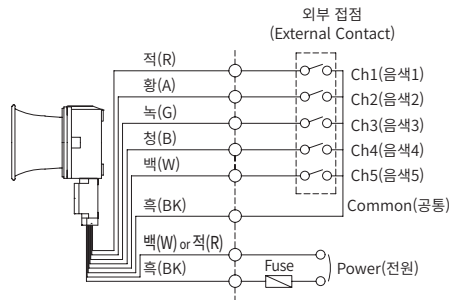 외부 접점
(External Contact)
적(R)
Ch1(음색1)
황(A)
Ch2(음색2)
녹(G)
Ch3(음색3)
청(B)
Ch4(음색4)
백(W)
Ch5(음색5)
흑(BK)
Common(공통)
백(W) or 적(R)
흑(BK)
Fuse
Power(전원)